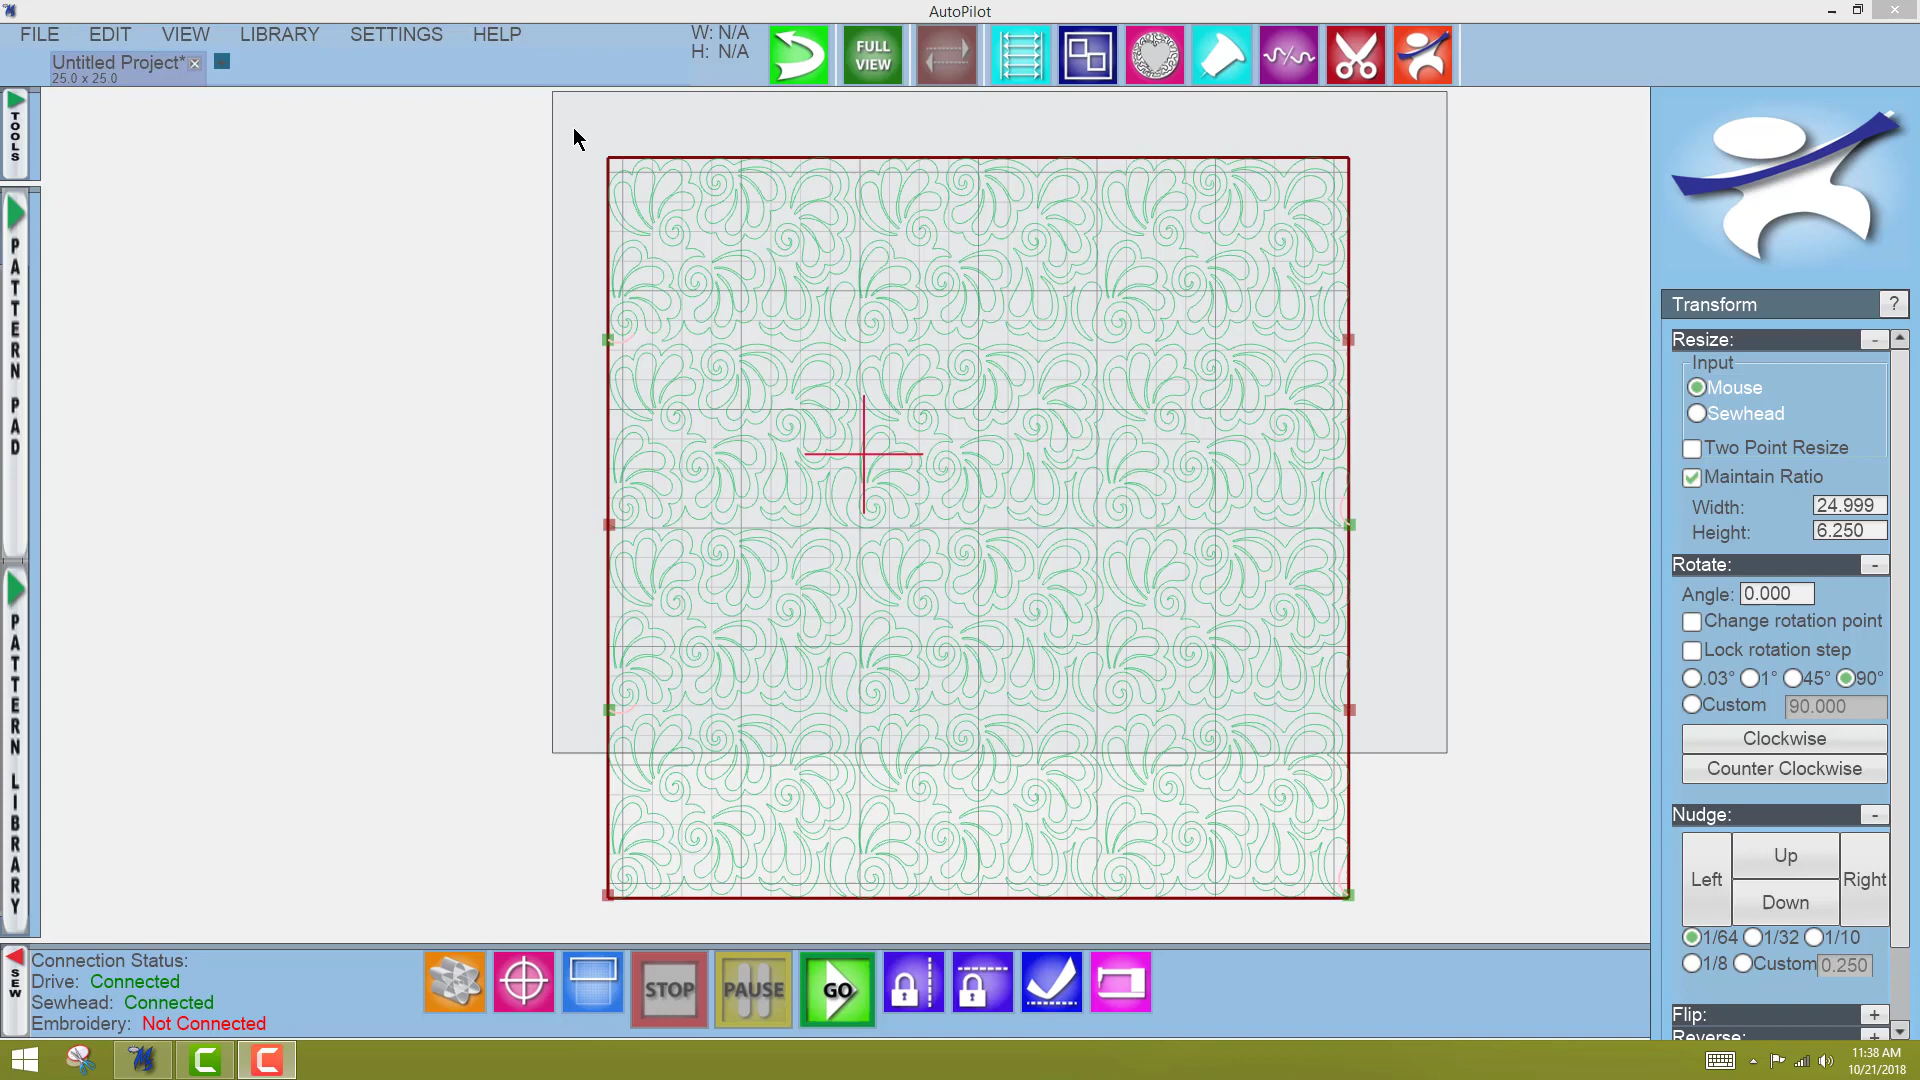 AutoPilot
FILE EDIT VIEW LIBRARY SETTINGS HELP
W: N/A
H: N/A
FULL
VIEW
Untitled Project*
25.0 x 25.0
TOOLS
PATTERN PAD
PATTERN LIBRARY
SEW
Transform ?
Resize: -
Input
Mouse
Sewhead
Two Point Resize
Maintain Ratio
Width: 24.999
Height: 6.250
Rotate: -
Angle: 0.000
Change rotation point
Lock rotation step
.03° 1° 45° 90°
Custom 90.000
Clockwise
Counter Clockwise
Nudge: -
Left Up Right
Down
1/64 1/32 1/10
1/8 Custom 0.250
Flip: +
Reverse: +
Connection Status:
Drive: Connected
Sewhead: Connected
Embroidery: Not Connected
STOP PAUSE GO
11:38 AM
10/21/2018